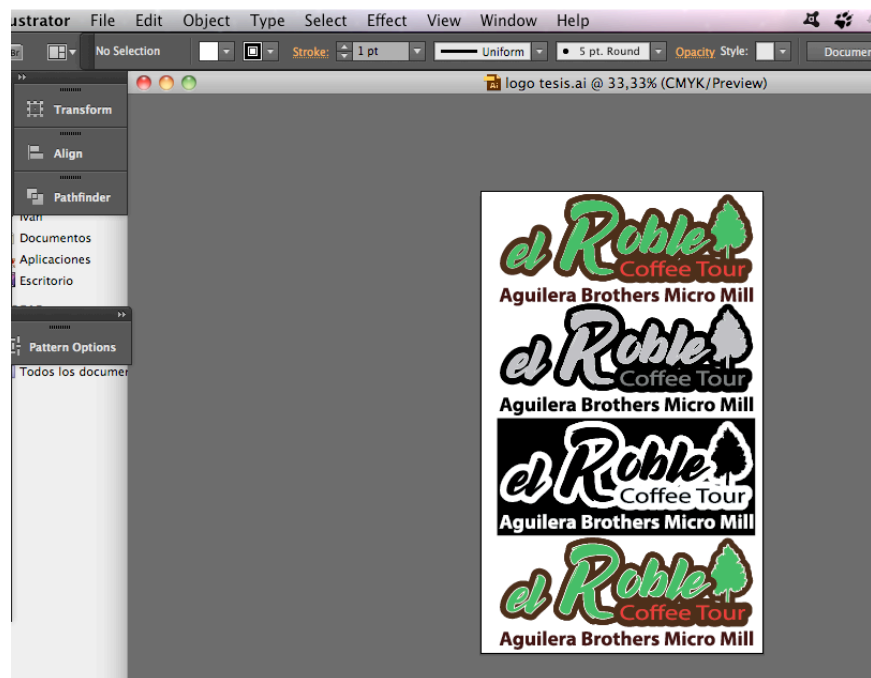 ustrator File Edit Object Type Select Effect View Window Help
Br No Selection Stroke: 1 pt Uniform 5 pt. Round Opacity Style: Documen
logo tesis.ai @ 33,33% (CMYK/Preview)
Transform
Align
Pathfinder
Ivan
Documentos
Aplicaciones
Escritorio
Pattern Options
Todos los documen
el Roble
Coffee Tour
Aguilera Brothers Micro Mill
el Roble
Coffee Tour
Aguilera Brothers Micro Mill
el Roble
Coffee Tour
Aguilera Brothers Micro Mill
el Roble
Coffee Tour
Aguilera Brothers Micro Mill